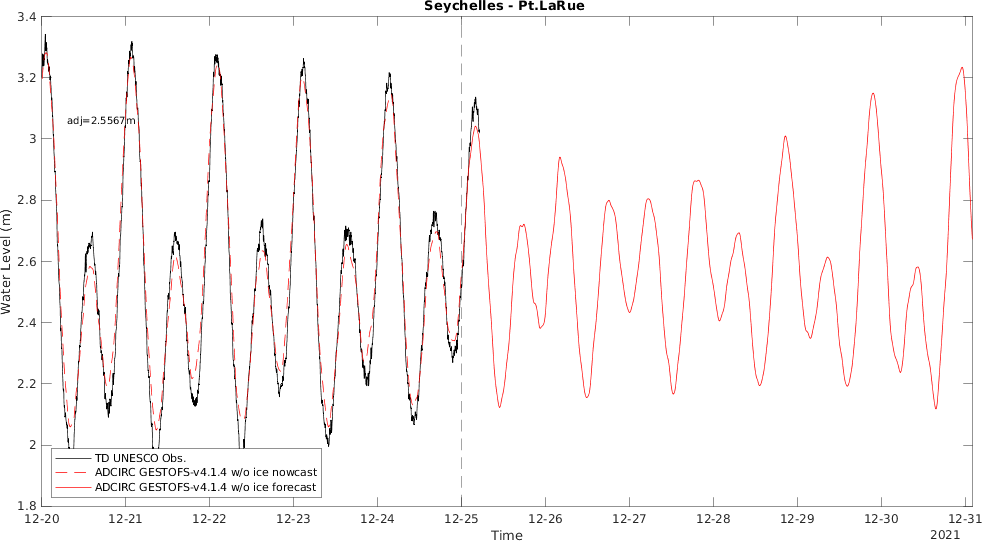 Seychelles - Pt.LaRue
3.4
3.2
3
2.8
2.6
2.4
2.2
2
1.8
Water Level (m)
adj=2.5567m
TD UNESCO Obs.
ADCIRC GESTOFS-v4.1.4 w/o ice nowcast
ADCIRC GESTOFS-v4.1.4 w/o ice forecast
12-20 12-21 12-22 12-23 12-24 12-25 12-26 12-27 12-28 12-29 12-30 12-31
Time
2021